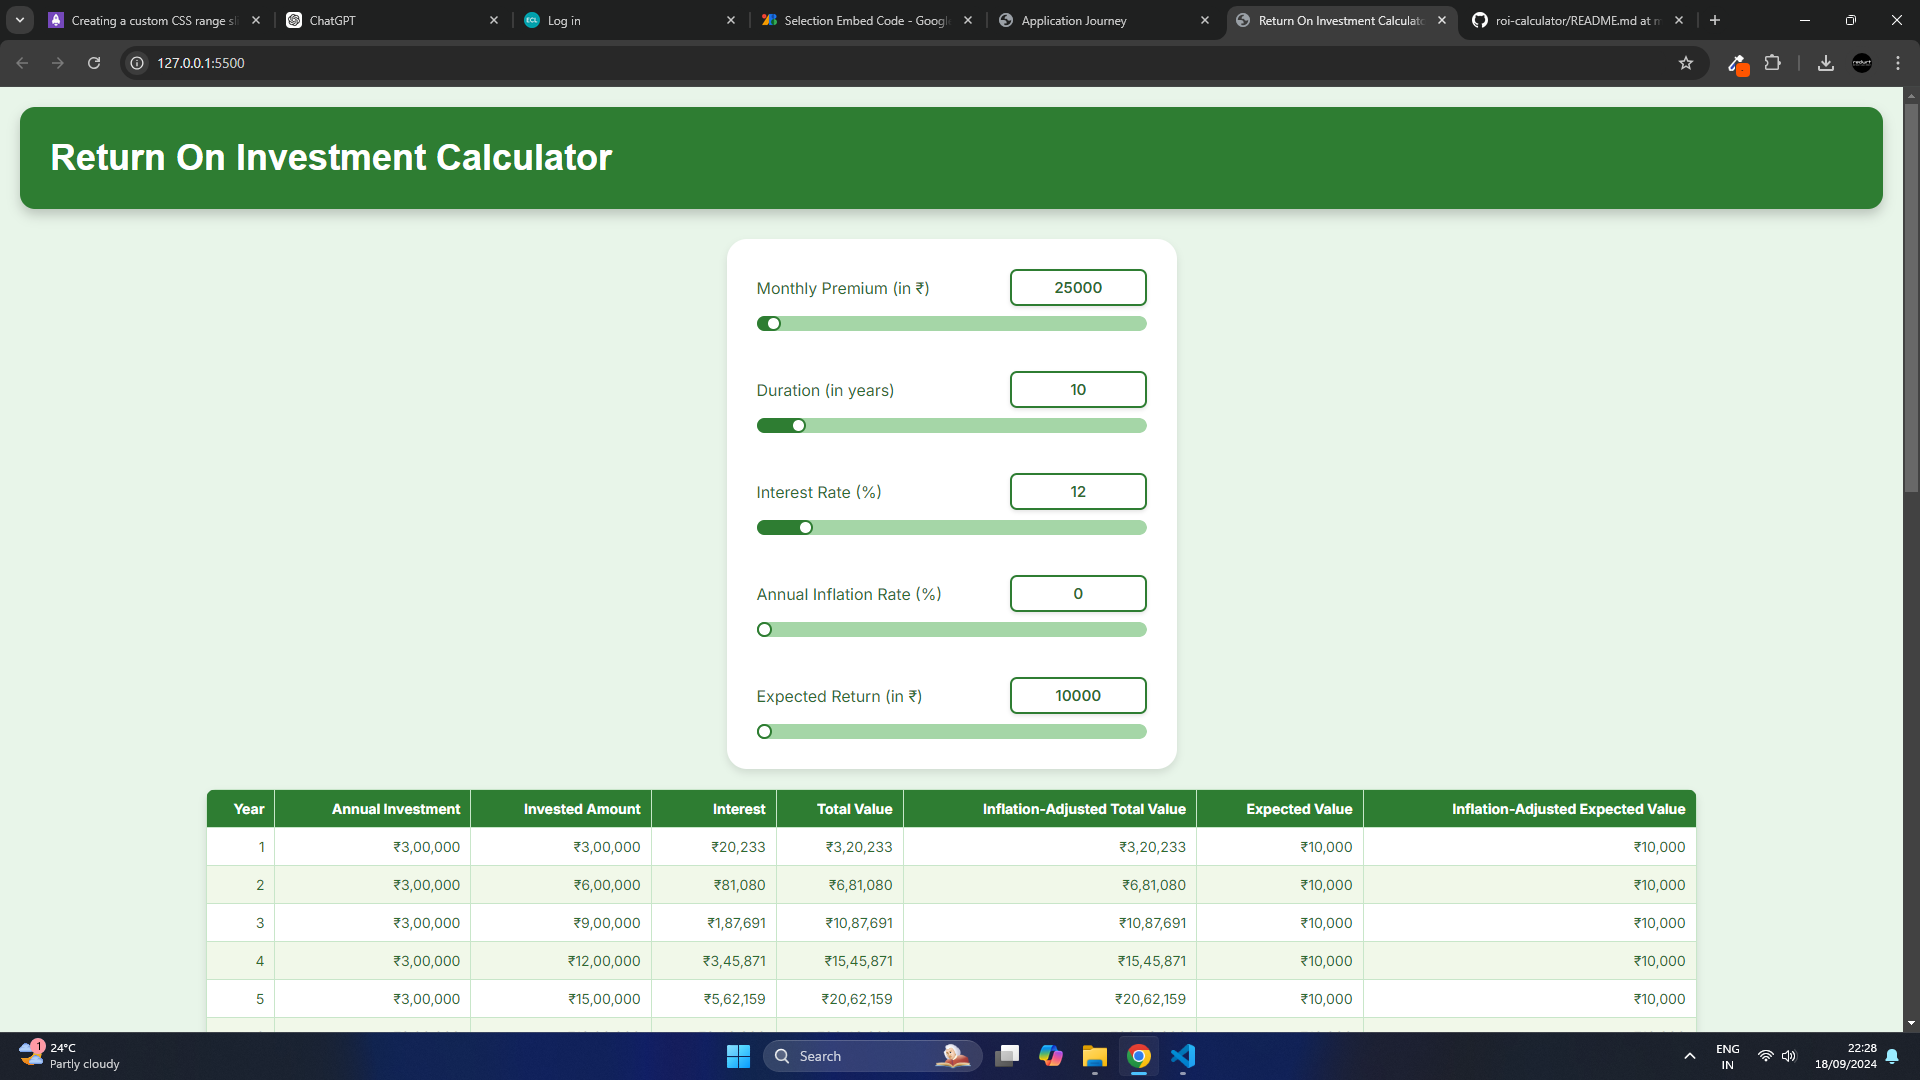 Creating a custom CSS range sl
ChatGPT
ECL Log in
Selection Embed Code - Googl
Application Journey
Return On Investment Calculato
roi-calculator/README.md at m
127.0.0.1:5500
Return On Investment Calculator
Monthly Premium (in ₹) 25000
Duration (in years) 10
Interest Rate (%) 12
Annual Inflation Rate (%) 0
Expected Return (in ₹) 10000
Year Annual Investment Invested Amount Interest Total Value Inflation-Adjusted Total Value Expected Value Inflation-Adjusted Expected Value
1 ₹3,00,000 ₹3,00,000 ₹20,233 ₹3,20,233 ₹3,20,233 ₹10,000 ₹10,000
2 ₹3,00,000 ₹6,00,000 ₹81,080 ₹6,81,080 ₹6,81,080 ₹10,000 ₹10,000
3 ₹3,00,000 ₹9,00,000 ₹1,87,691 ₹10,87,691 ₹10,87,691 ₹10,000 ₹10,000
4 ₹3,00,000 ₹12,00,000 ₹3,45,871 ₹15,45,871 ₹15,45,871 ₹10,000 ₹10,000
5 ₹3,00,000 ₹15,00,000 ₹5,62,159 ₹20,62,159 ₹20,62,159 ₹10,000 ₹10,000
1
24°C
Partly cloudy
Search
ENG
IN
22:28
18/09/2024